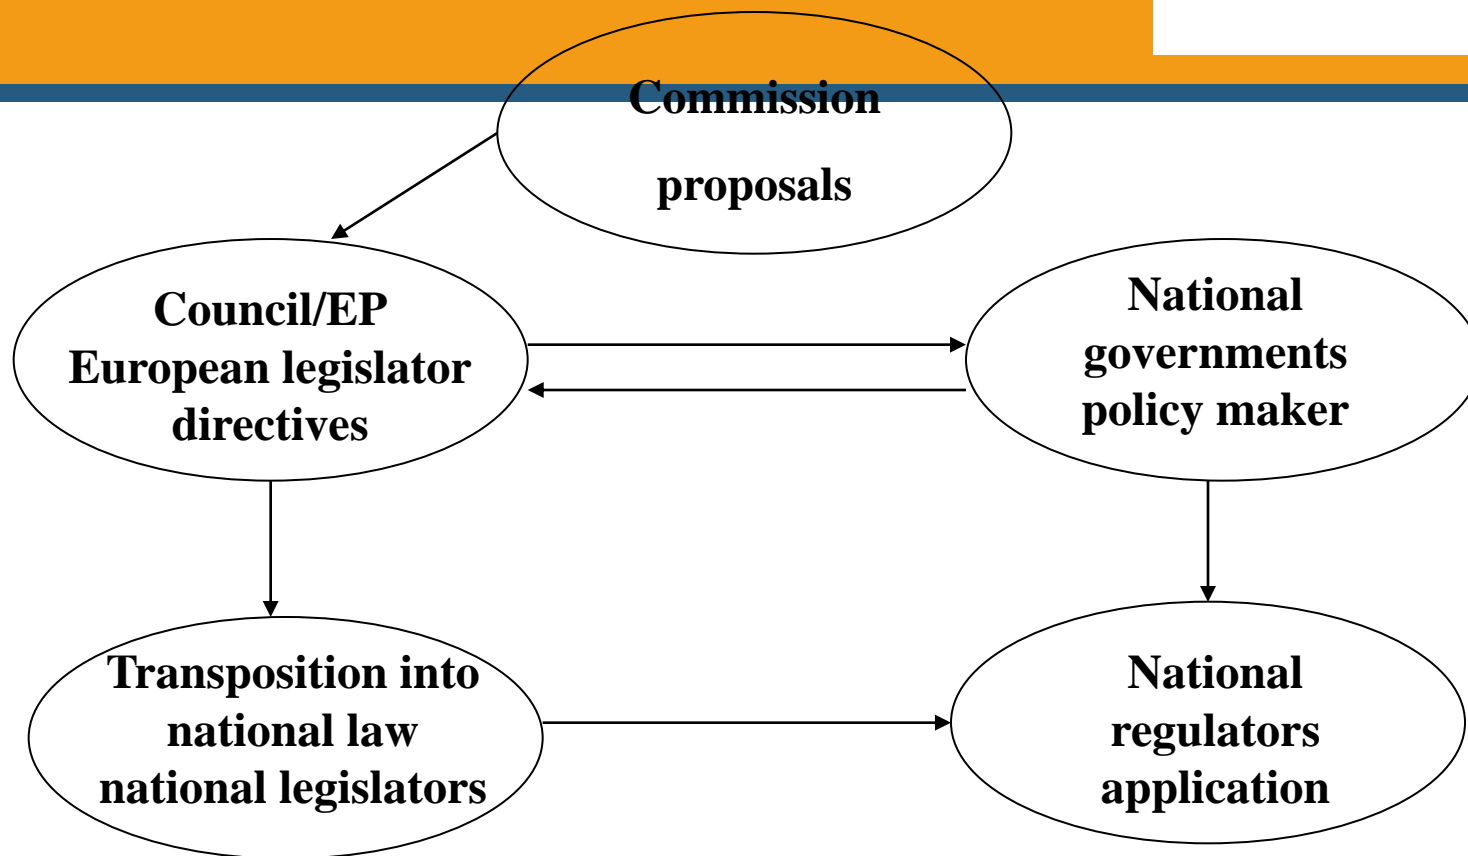 Commission
proposals
Council/EP
European legislator
directives
National
governments
policy maker
Transposition into
national law
national legislators
National
regulators
application